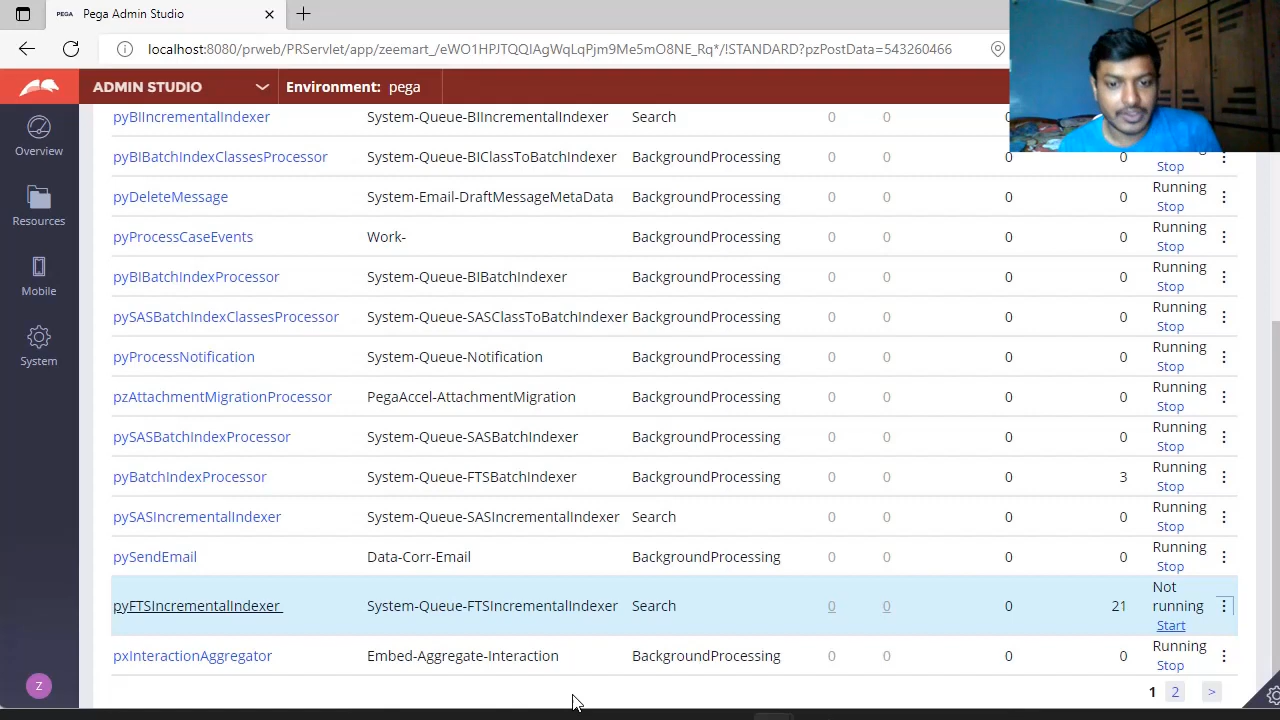 PEGA Pega Admin Studio
localhost:8080/prweb/PRServlet/app/zeemart_/eWO1HPJTQQIAgWqLqPjm9Me5mO8NE_Rq*/!STANDARD?pzPostData=543260466
ADMIN STUDIO Environment: pega
Overview
Resources
Mobile
System
Z
pyBIIncrementalIndexer System-Queue-BIIncrementalIndexer Search 0 0 0
pyBIBatchIndexClassesProcessor System-Queue-BIClassToBatchIndexer BackgroundProcessing 0 0 0 0 Stop
pyDeleteMessage System-Email-DraftMessageMetaData BackgroundProcessing 0 0 0 0 Running Stop
pyProcessCaseEvents Work- BackgroundProcessing 0 0 0 0 Running Stop
pyBIBatchIndexProcessor System-Queue-BIBatchIndexer BackgroundProcessing 0 0 0 0 Running Stop
pySASBatchIndexClassesProcessor System-Queue-SASClassToBatchIndexer BackgroundProcessing 0 0 0 0 Running Stop
pyProcessNotification System-Queue-Notification BackgroundProcessing 0 0 0 0 Running Stop
pzAttachmentMigrationProcessor PegaAccel-AttachmentMigration BackgroundProcessing 0 0 0 0 Running Stop
pySASBatchIndexProcessor System-Queue-SASBatchIndexer BackgroundProcessing 0 0 0 0 Running Stop
pyBatchIndexProcessor System-Queue-FTSBatchIndexer BackgroundProcessing 0 0 0 3 Running Stop
pySASIncrementalIndexer System-Queue-SASIncrementalIndexer Search 0 0 0 0 Running Stop
pySendEmail Data-Corr-Email BackgroundProcessing 0 0 0 0 Running Stop
pyFTSIncrementalIndexer System-Queue-FTSIncrementalIndexer Search 0 0 0 21 Not running Start
pxInteractionAggregator Embed-Aggregate-Interaction BackgroundProcessing 0 0 0 0 Running Stop
1 2 >